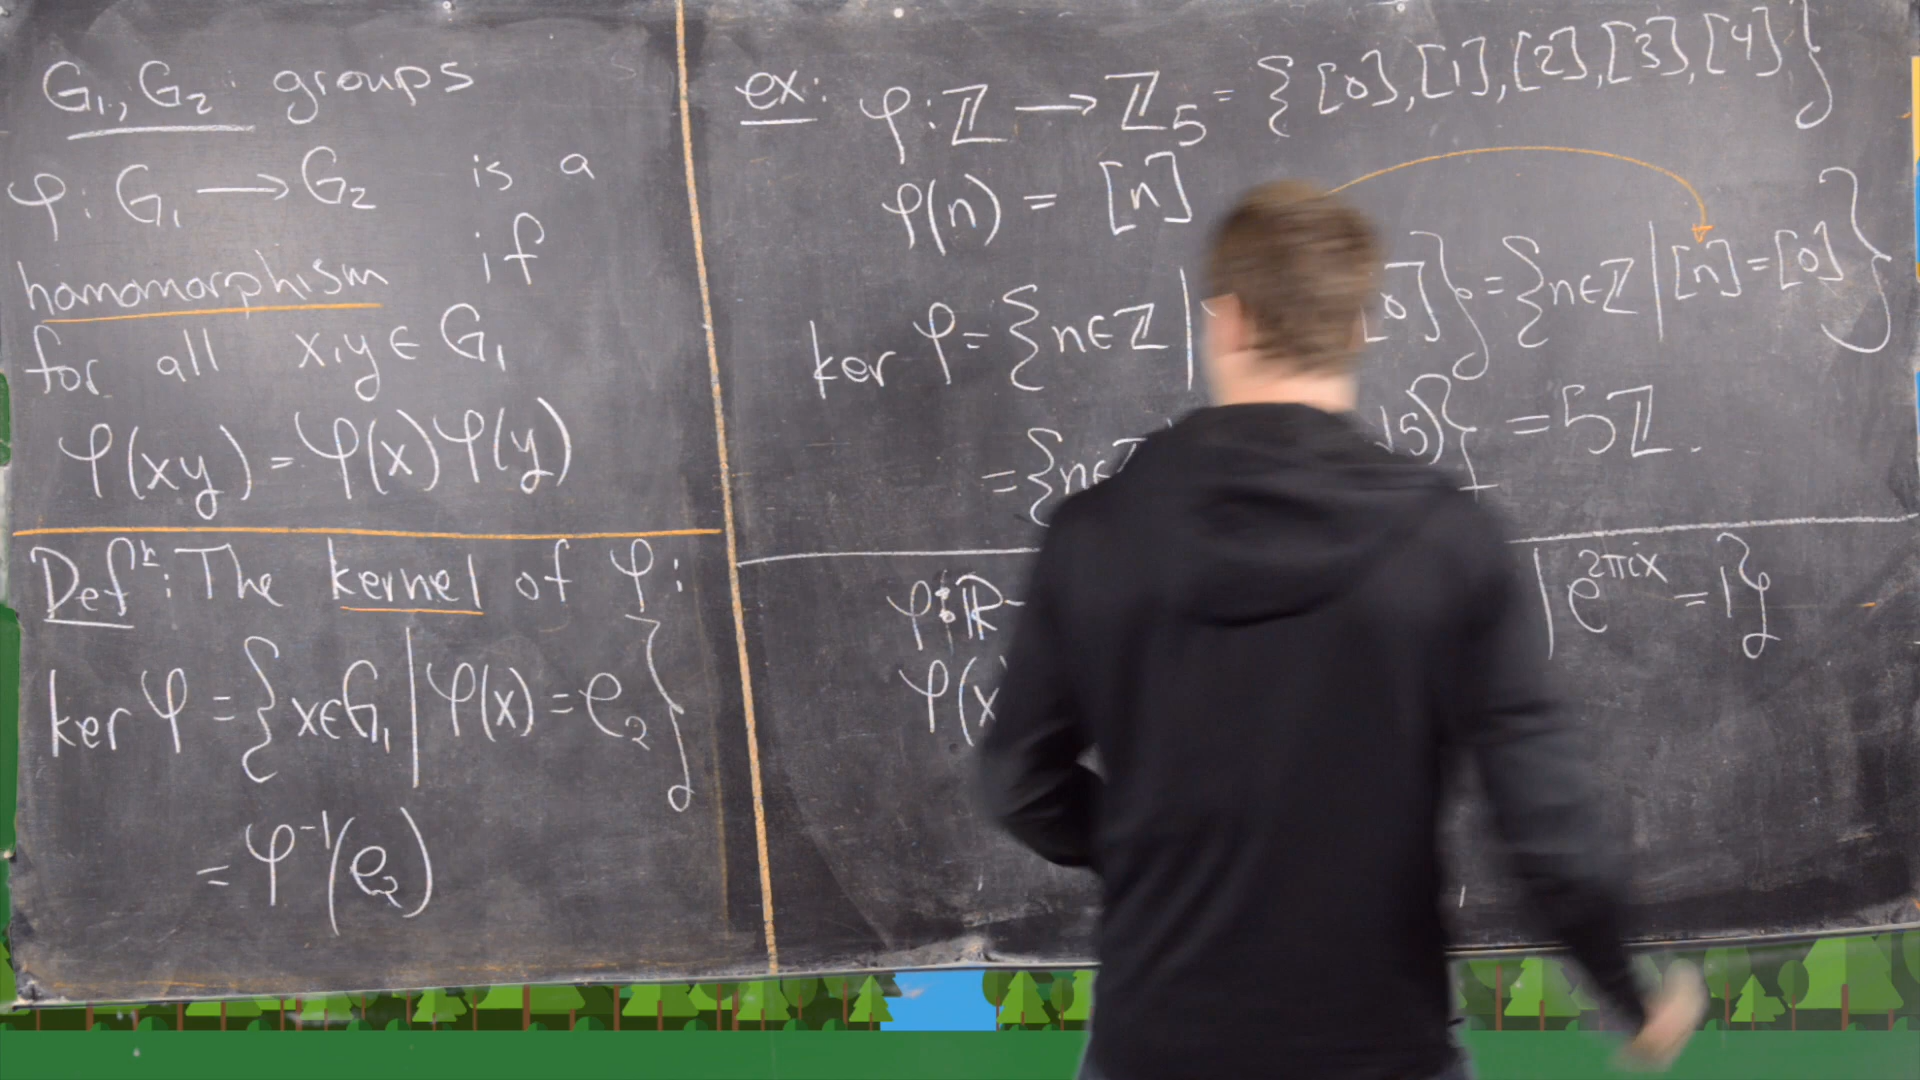 G₁, G₂ groups
φ: G₁ ⟶ G₂ is a
homomorphism if
for all x,y ∈ G₁
φ(xy) = φ(x)φ(y)
Defⁿ: The kernel of φ:
ker φ = {x∈G₁ | φ(x) = e₂}
= φ⁻¹(e₂)
ex: φ: ℤ ⟶ ℤ₅ = {[0],[1],[2],[3],[4]}
φ(n) = [n]
ker φ = {n∈ℤ | [0]} = {n∈ℤ | [n]=[0]}
= {n∈ 5)} = 5ℤ.
φ: ℝ | e^{2πix} = 1}
φ(x